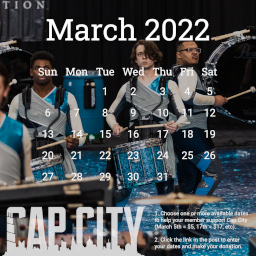 TION
March 2022
Sun Mon Tue Wed Thu Fri Sat
1 2 3 4 5
6 7 8 9 10 11 12
13 14 15 16 17 18 19
20 21 22 23 24 25 26
27 28 29 30 31
CAP CITY
1. Choose one or more available dates
to help your member support Cap City
(March 5th = $5, 17th = $17, etc).
2. Click the link in the post to enter
your dates and make your donation.